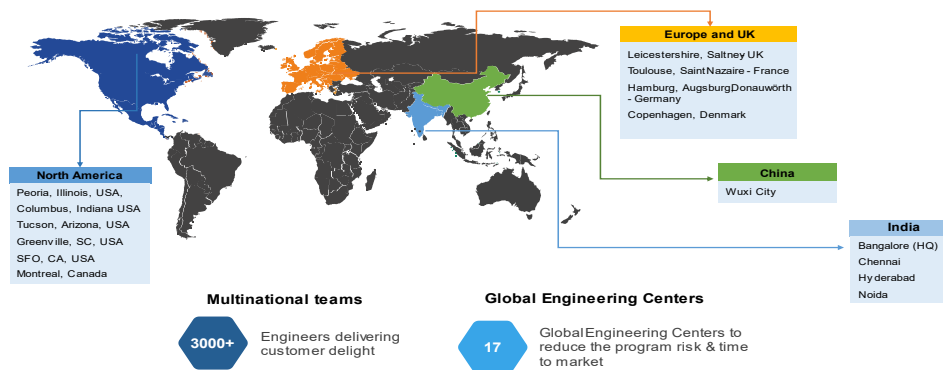 Europe and UK
Leicestershire, Saltney UK
Toulouse, SaintNazaire - France
Hamburg, AugsburgDonauwörth
- Germany
Copenhagen, Denmark
North America
Peoria, Illinois, USA,
Columbus, Indiana USA
Tucson, Arizona, USA
Greenville, SC, USA
SFO, CA, USA
Montreal, Canada
China
Wuxi City
India
Bangalore (HQ)
Chennai
Hyderabad
Noida
Multinational teams
3000+
Engineers delivering
customer delight
Global Engineering Centers
17
GlobalEngineering Centers to
reduce the program risk & time
to market